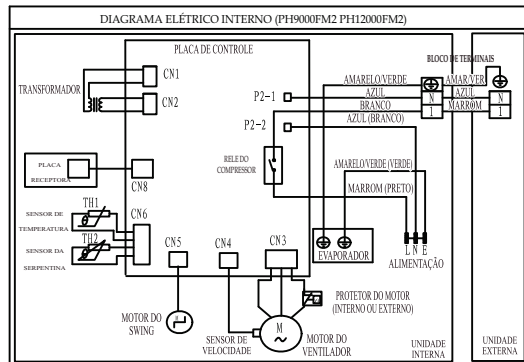 DIAGRAMA ELÉTRICO INTERNO (PH9000FM2 PH12000FM2)
PLACA DE CONTROLE
BLOCO DE TERMINAIS
CN1
TRANSFORMADOR
CN2
AMARELO/VERDE
AMAR/VER
P2-1
AZUL
N
AZUL
N
BRANCO
1
MARROM
1
P2-2
AZUL (BRANCO)
RELE DO
COMPRESSOR
PLACA
RECEPTORA
CN8
AMARELO/VERDE (VERDE)
MARROM (PRETO)
TH1
SENSOR DE
TEMPERATURA
CN6
TH2
SENSOR DA
SERPENTINA
CN5
CN4
CN3
EVAPORADOR
L N E
ALIMENTAÇÃO
PROTETOR DO MOTOR
(INTERNO OU EXTERNO)
MOTOR DO
SWING
M
SENSOR DE
VELOCIDADE
M
MOTOR DO
VENTILADOR
UNIDADE
INTERNA
UNIDADE
EXTERNA